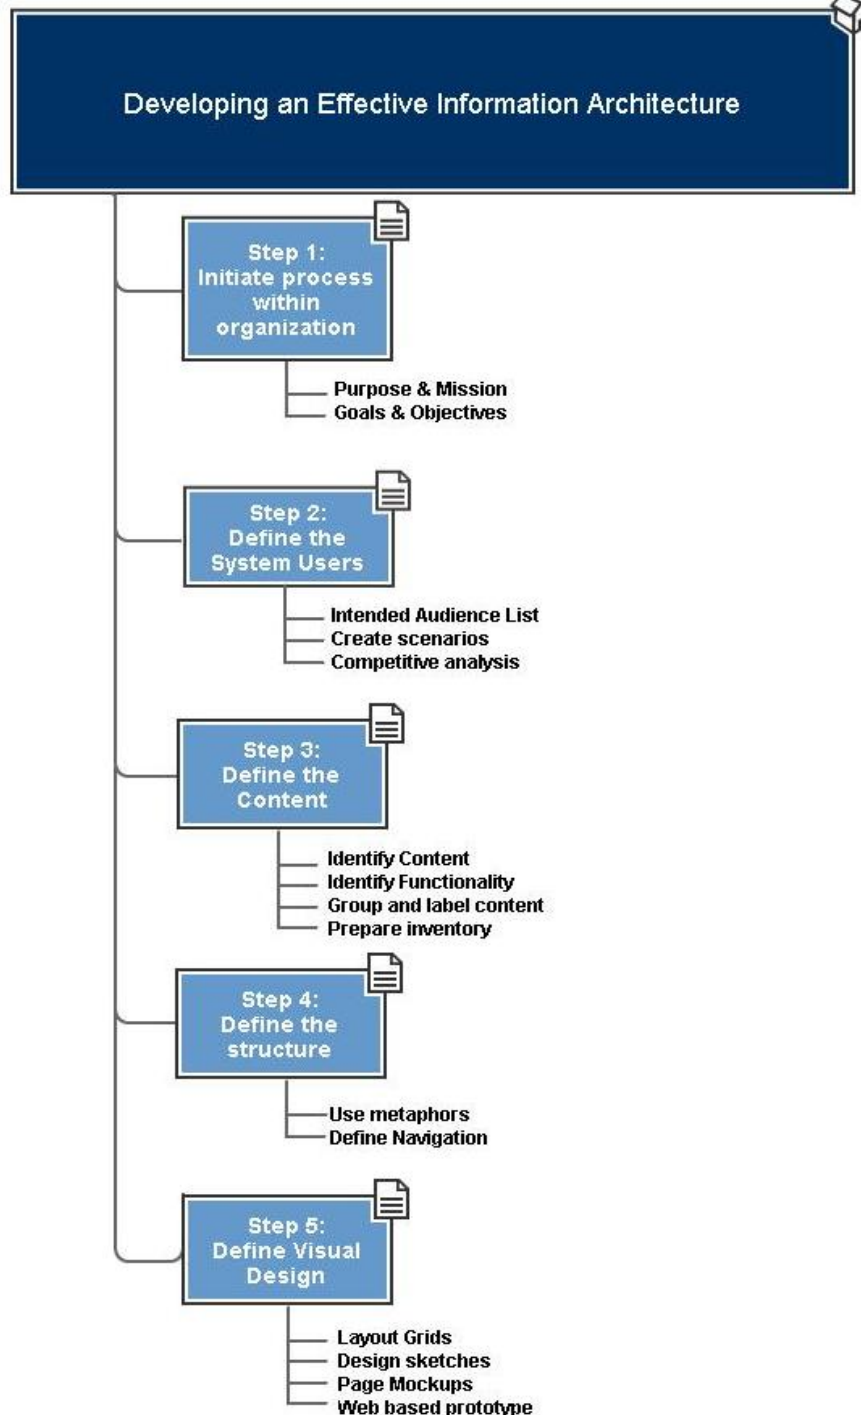 Developing an Effective Information Architecture
Step 1:
Initiate process
within
organization
Purpose & Mission
Goals & Objectives
Step 2:
Define the
System Users
Intended Audience List
Create scenarios
Competitive analysis
Step 3:
Define the
Content
Identify Content
Identify Functionality
Group and label content
Prepare inventory
Step 4:
Define the
structure
Use metaphors
Define Navigation
Step 5:
Define Visual
Design
Layout Grids
Design sketches
Page Mockups
Web based prototype